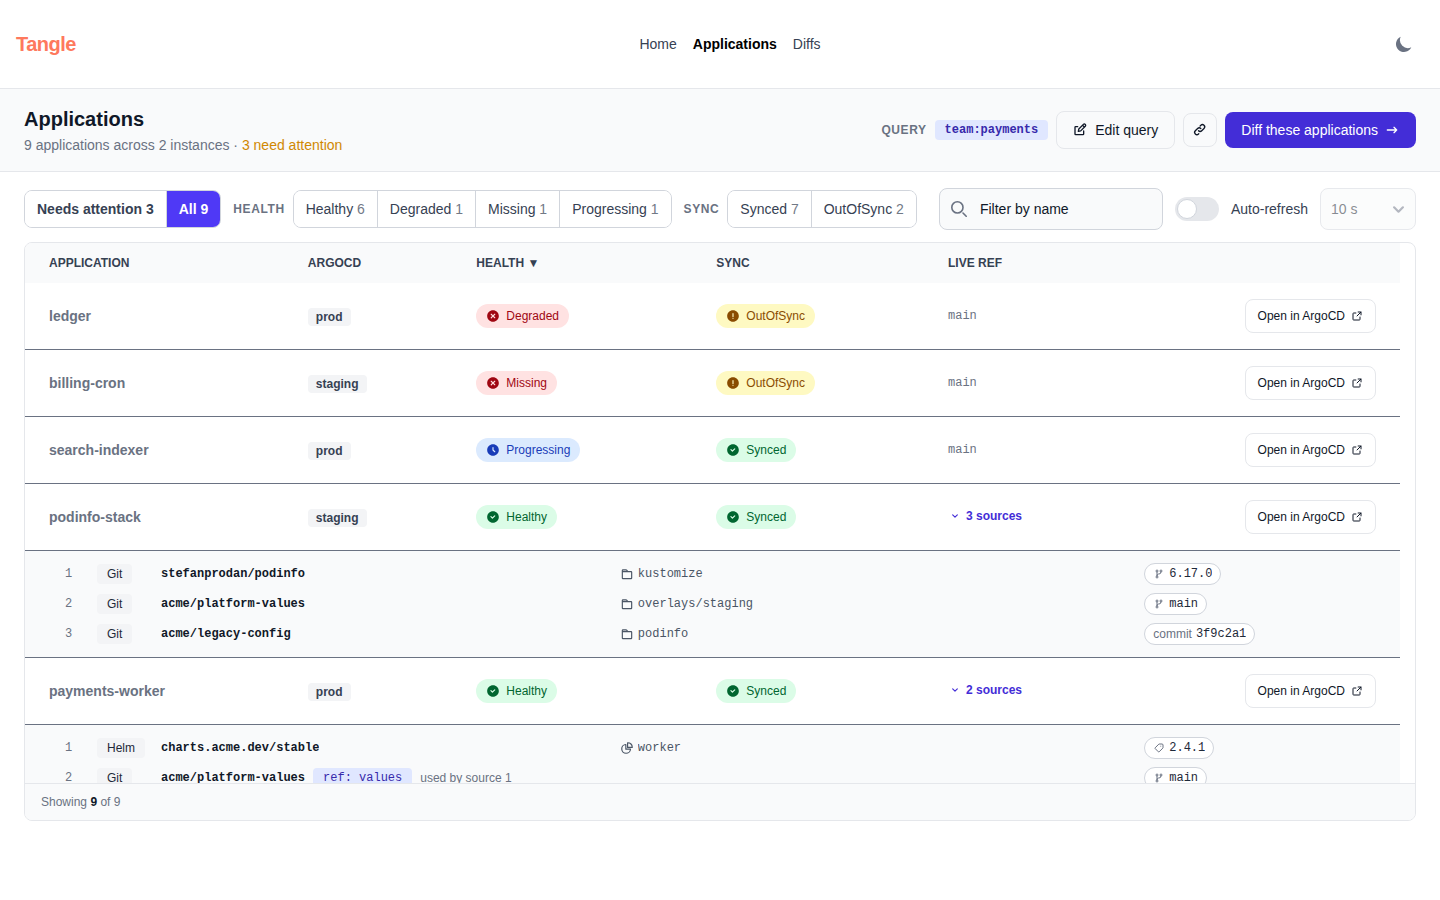 Tangle
Home Applications Diffs
Applications
9 applications across 2 instances · 3 need attention
QUERY team:payments Edit query Diff these applications →
Needs attention 3 All 9 HEALTH Healthy 6 Degraded 1 Missing 1 Progressing 1 SYNC Synced 7 OutOfSync 2 Filter by name Auto-refresh 10 s
APPLICATION ARGOCD HEALTH ▼ SYNC LIVE REF
ledger prod Degraded OutOfSync main Open in ArgoCD
billing-cron staging Missing OutOfSync main Open in ArgoCD
search-indexer prod Progressing Synced main Open in ArgoCD
podinfo-stack staging Healthy Synced 3 sources Open in ArgoCD
1 Git stefanprodan/podinfo kustomize 6.17.0
2 Git acme/platform-values overlays/staging main
3 Git acme/legacy-config podinfo commit 3f9c2a1
payments-worker prod Healthy Synced 2 sources Open in ArgoCD
1 Helm charts.acme.dev/stable worker 2.4.1
2 Git acme/platform-values ref: values used by source 1 main
Showing 9 of 9